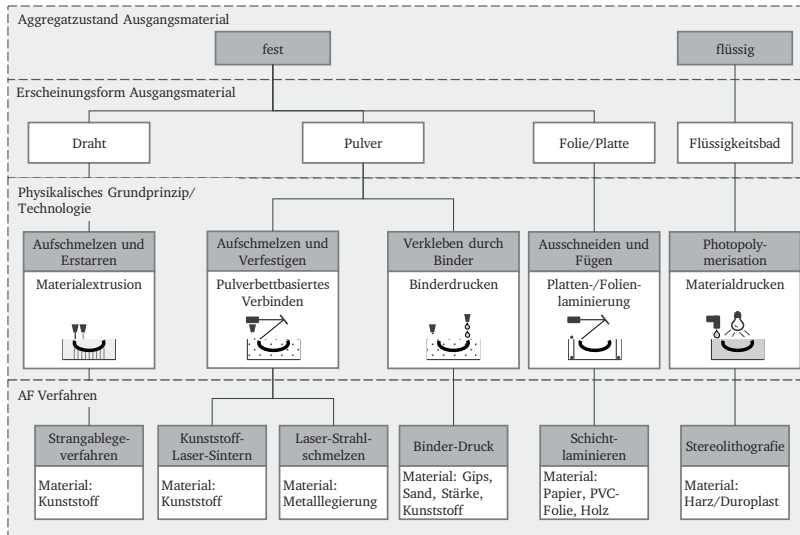 Aggregatzustand Ausgangsmaterial
fest
flüssig
Erscheinungsform Ausgangsmaterial
Draht
Pulver
Folie/Platte
Flüssigkeitsbad
Physikalisches Grundprinzip/
Technologie
Aufschmelzen und
Erstarren
Materialextrusion
Aufschmelzen und
Verfestigen
Pulverbettbasiertes
Verbinden
Verkleben durch
Binder
Binderdrucken
Ausschneiden und
Fügen
Platten-/Folien-
laminierung
Photopoly-
merisation
Materialdrucken
AF Verfahren
Strangablege-
verfahren
Material:
Kunststoff
Kunststoff-
Laser-Sintern
Material:
Kunststoff
Laser-Strahl-
schmelzen
Material:
Metalllegierung
Binder-Druck
Material: Gips,
Sand, Stärke,
Kunststoff
Schicht-
laminieren
Material:
Papier, PVC-
Folie, Holz
Stereolithografie
Material:
Harz/Duroplast